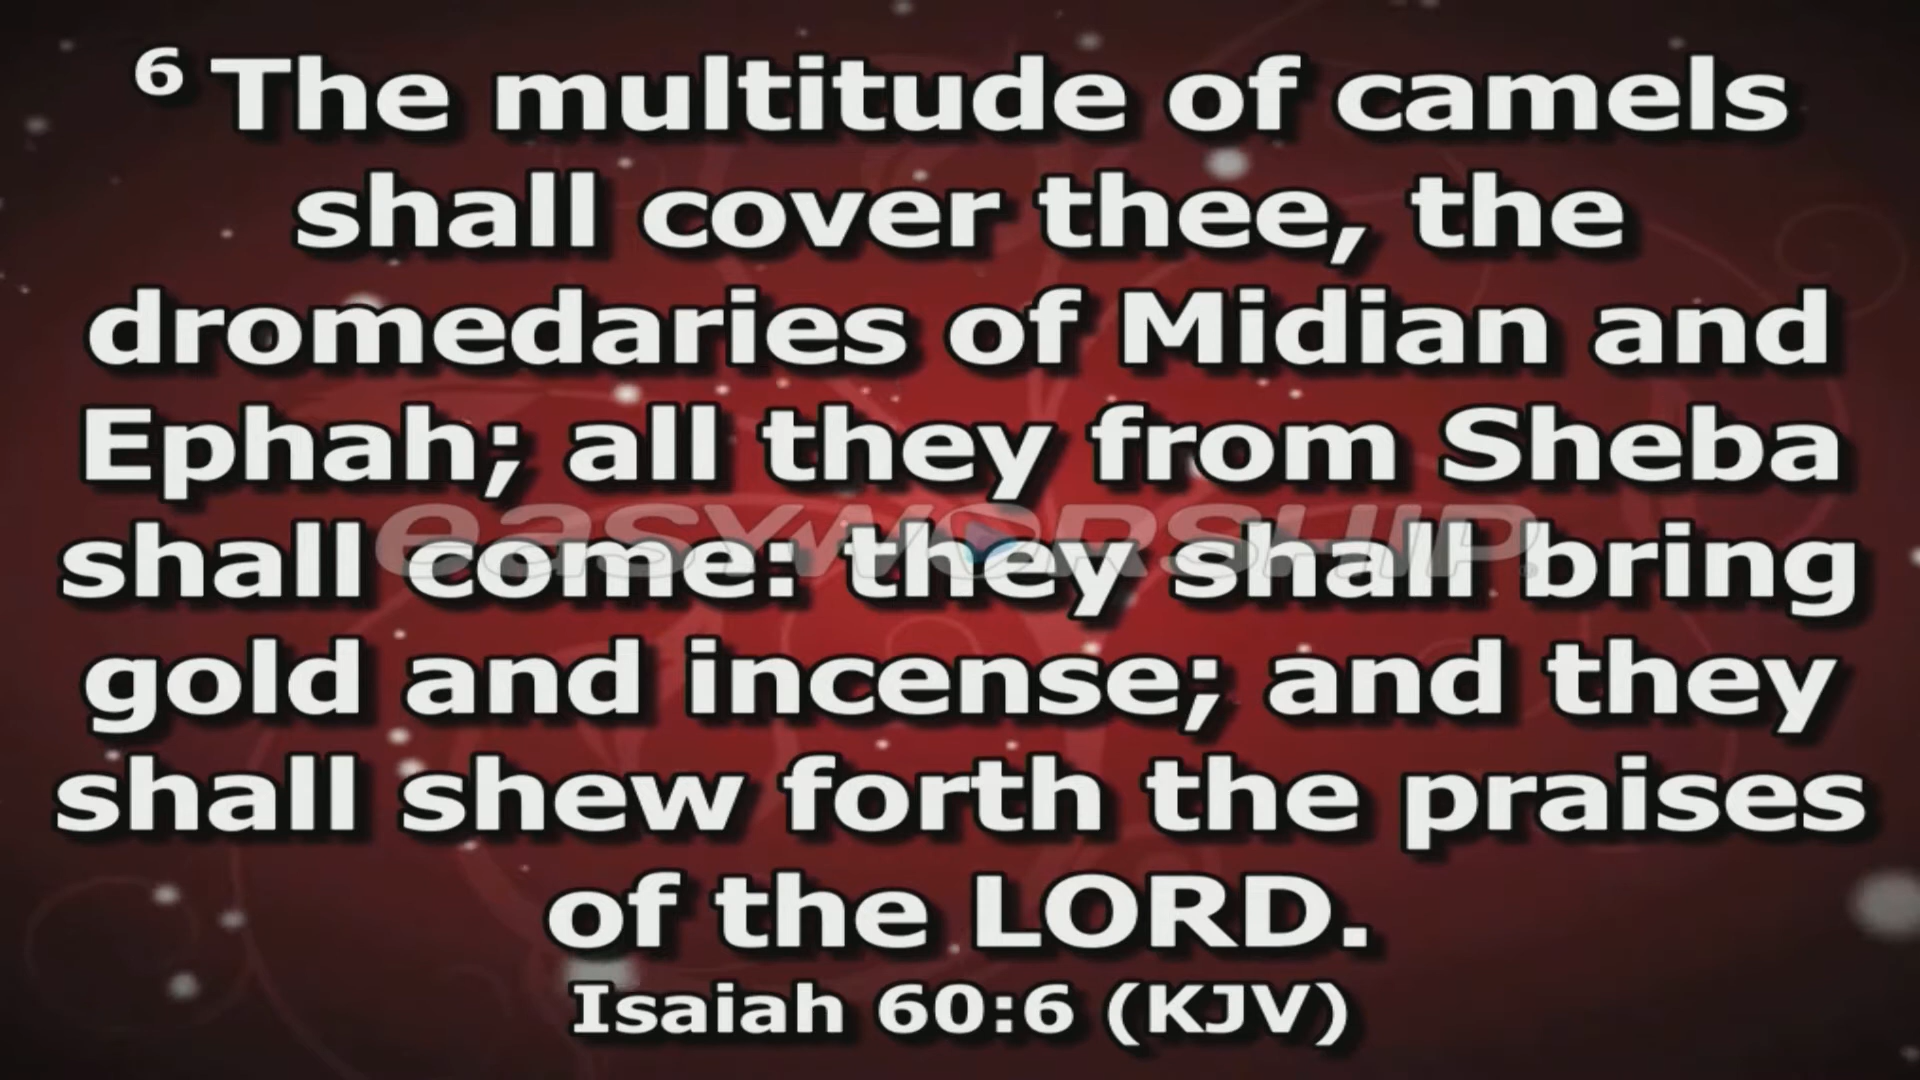 6 The multitude of camels
shall cover thee, the
dromedaries of Midian and
Ephah; all they from Sheba
easyworship®
shall come: they shall bring
gold and incense; and they
shall shew forth the praises
of the LORD.
Isaiah 60:6 (KJV)